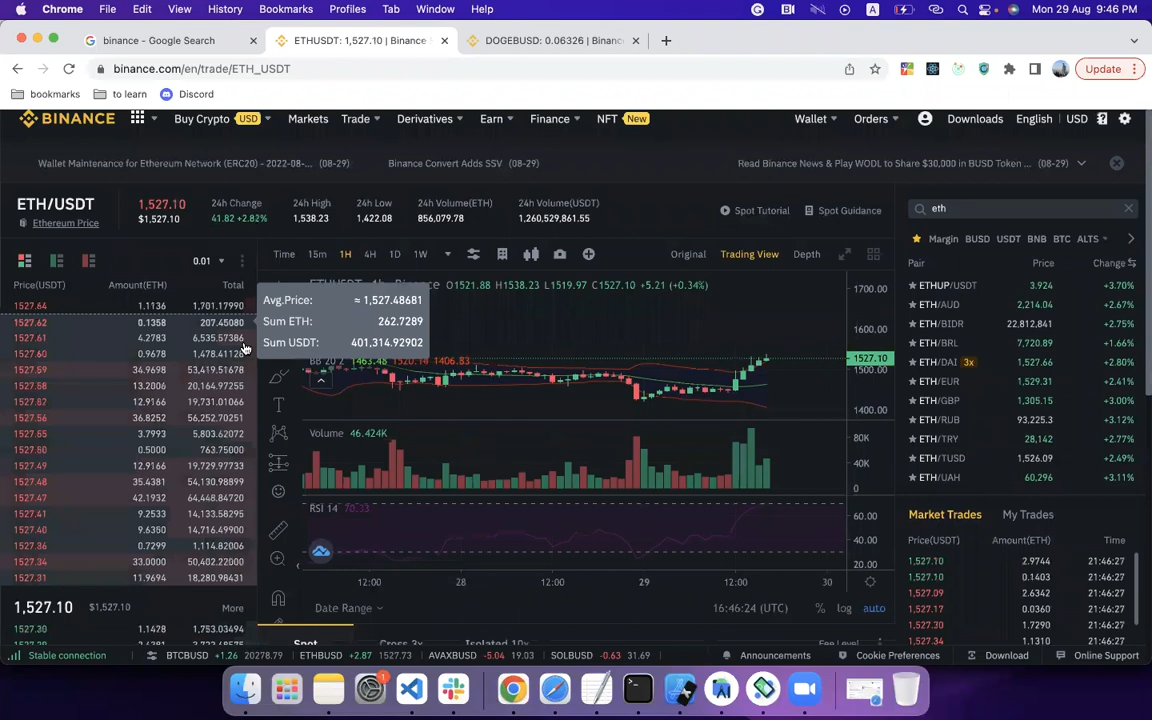 Chrome File Edit View History Bookmarks Profiles Tab Window Help Mon 29 Aug 9:46 PM
binance - Google Search ETHUSDT: 1,527.10 | Binance DOGEBUSD: 0.06326 | Binanc
binance.com/en/trade/ETH_USDT Update
bookmarks to learn Discord
BINANCE Buy Crypto USD Markets Trade Derivatives Earn Finance NFT New Wallet Orders Downloads English USD
Wallet Maintenance for Ethereum Network (ERC20) - 2022-08-... (08-29) Binance Convert Adds SSV (08-29) Read Binance News & Play WODL to Share $30,000 in BUSD Token ... (08-29)
ETH/USDT 1,527.10 24h Change 24h High 24h Low 24h Volume(ETH) 24h Volume(USDT) Spot Tutorial Spot Guidance
Ethereum Price $1,527.10 41.82 +2.82% 1,538.23 1,422.08 856,079.78 1,260,529,861.55
eth
Margin BUSD USDT BNB BTC ALTS
0.01 Time 15m 1H 4H 1D 1W Original Trading View Depth
Pair Price Change
Price(USDT) Amount(ETH) Total
1527.64 1.1136 1,701.17990
1527.62 0.1358 207.45080
1527.61 4.2783 6,535.57386
1527.60 0.9678 1,478.41128
1527.59 34.9698 53,419.51678
1527.58 13.2006 20,164.97255
1527.82 12.9166 19,731.01066
1527.56 36.8252 56,252.70251
1527.55 3.7993 5,803.62072
1527.50 0.5000 763.75000
1527.49 12.9166 19,729.97733
1527.48 35.4381 54,130.98899
1527.47 42.1932 64,448.84720
1527.41 9.2533 14,133.58295
1527.40 9.6350 14,716.49900
1527.36 0.7299 1,114.82006
1527.34 33.0000 50,402.22000
1527.31 11.9694 18,280.98431
1,527.10 $1,527.10 More
1527.30 1.1478 1,753.03494
Avg.Price: ≈ 1,527.48681
Sum ETH: 262.7289
Sum USDT: 401,314.92902
O1521.88 H1538.23 L1519.97 C1527.10 +5.21 (+0.34%)
BB 20 2 1463.48 1520.14 1406.83
1700.00
1600.00
1527.10
1500.00
1400.00
Volume 46.424K
80K
40K
0
RSI 14 70.33
60.00
40.00
20.00
12:00 28 12:00 29 12:00 30
Date Range 16:46:24 (UTC) % log auto
Spot Cross 3x Isolated 10x Fee Level
ETHUP/USDT 3.924 +3.70%
ETH/AUD 2,214.04 +2.67%
ETH/BIDR 22,812,841 +2.75%
ETH/BRL 7,720.89 +1.66%
ETH/DAI 3x 1,527.66 +2.80%
ETH/EUR 1,529.31 +2.41%
ETH/GBP 1,305.15 +3.00%
ETH/RUB 93,225.3 +3.12%
ETH/TRY 28,142 +2.77%
ETH/TUSD 1,526.09 +2.49%
ETH/UAH 60,296 +3.11%
Market Trades My Trades
Price(USDT) Amount(ETH) Time
1,527.10 2.9744 21:46:27
1,527.10 0.1403 21:46:27
1,527.09 2.6342 21:46:27
1,527.17 0.0360 21:46:27
1,527.30 1.7290 21:46:27
1,527.34 1.1310 21:46:27
Stable connection BTCBUSD +1.26 20278.79 ETHBUSD +2.87 1527.73 AVAXBUSD -5.04 19.03 SOLBUSD -0.63 31.69 Announcements Cookie Preferences Download Online Support